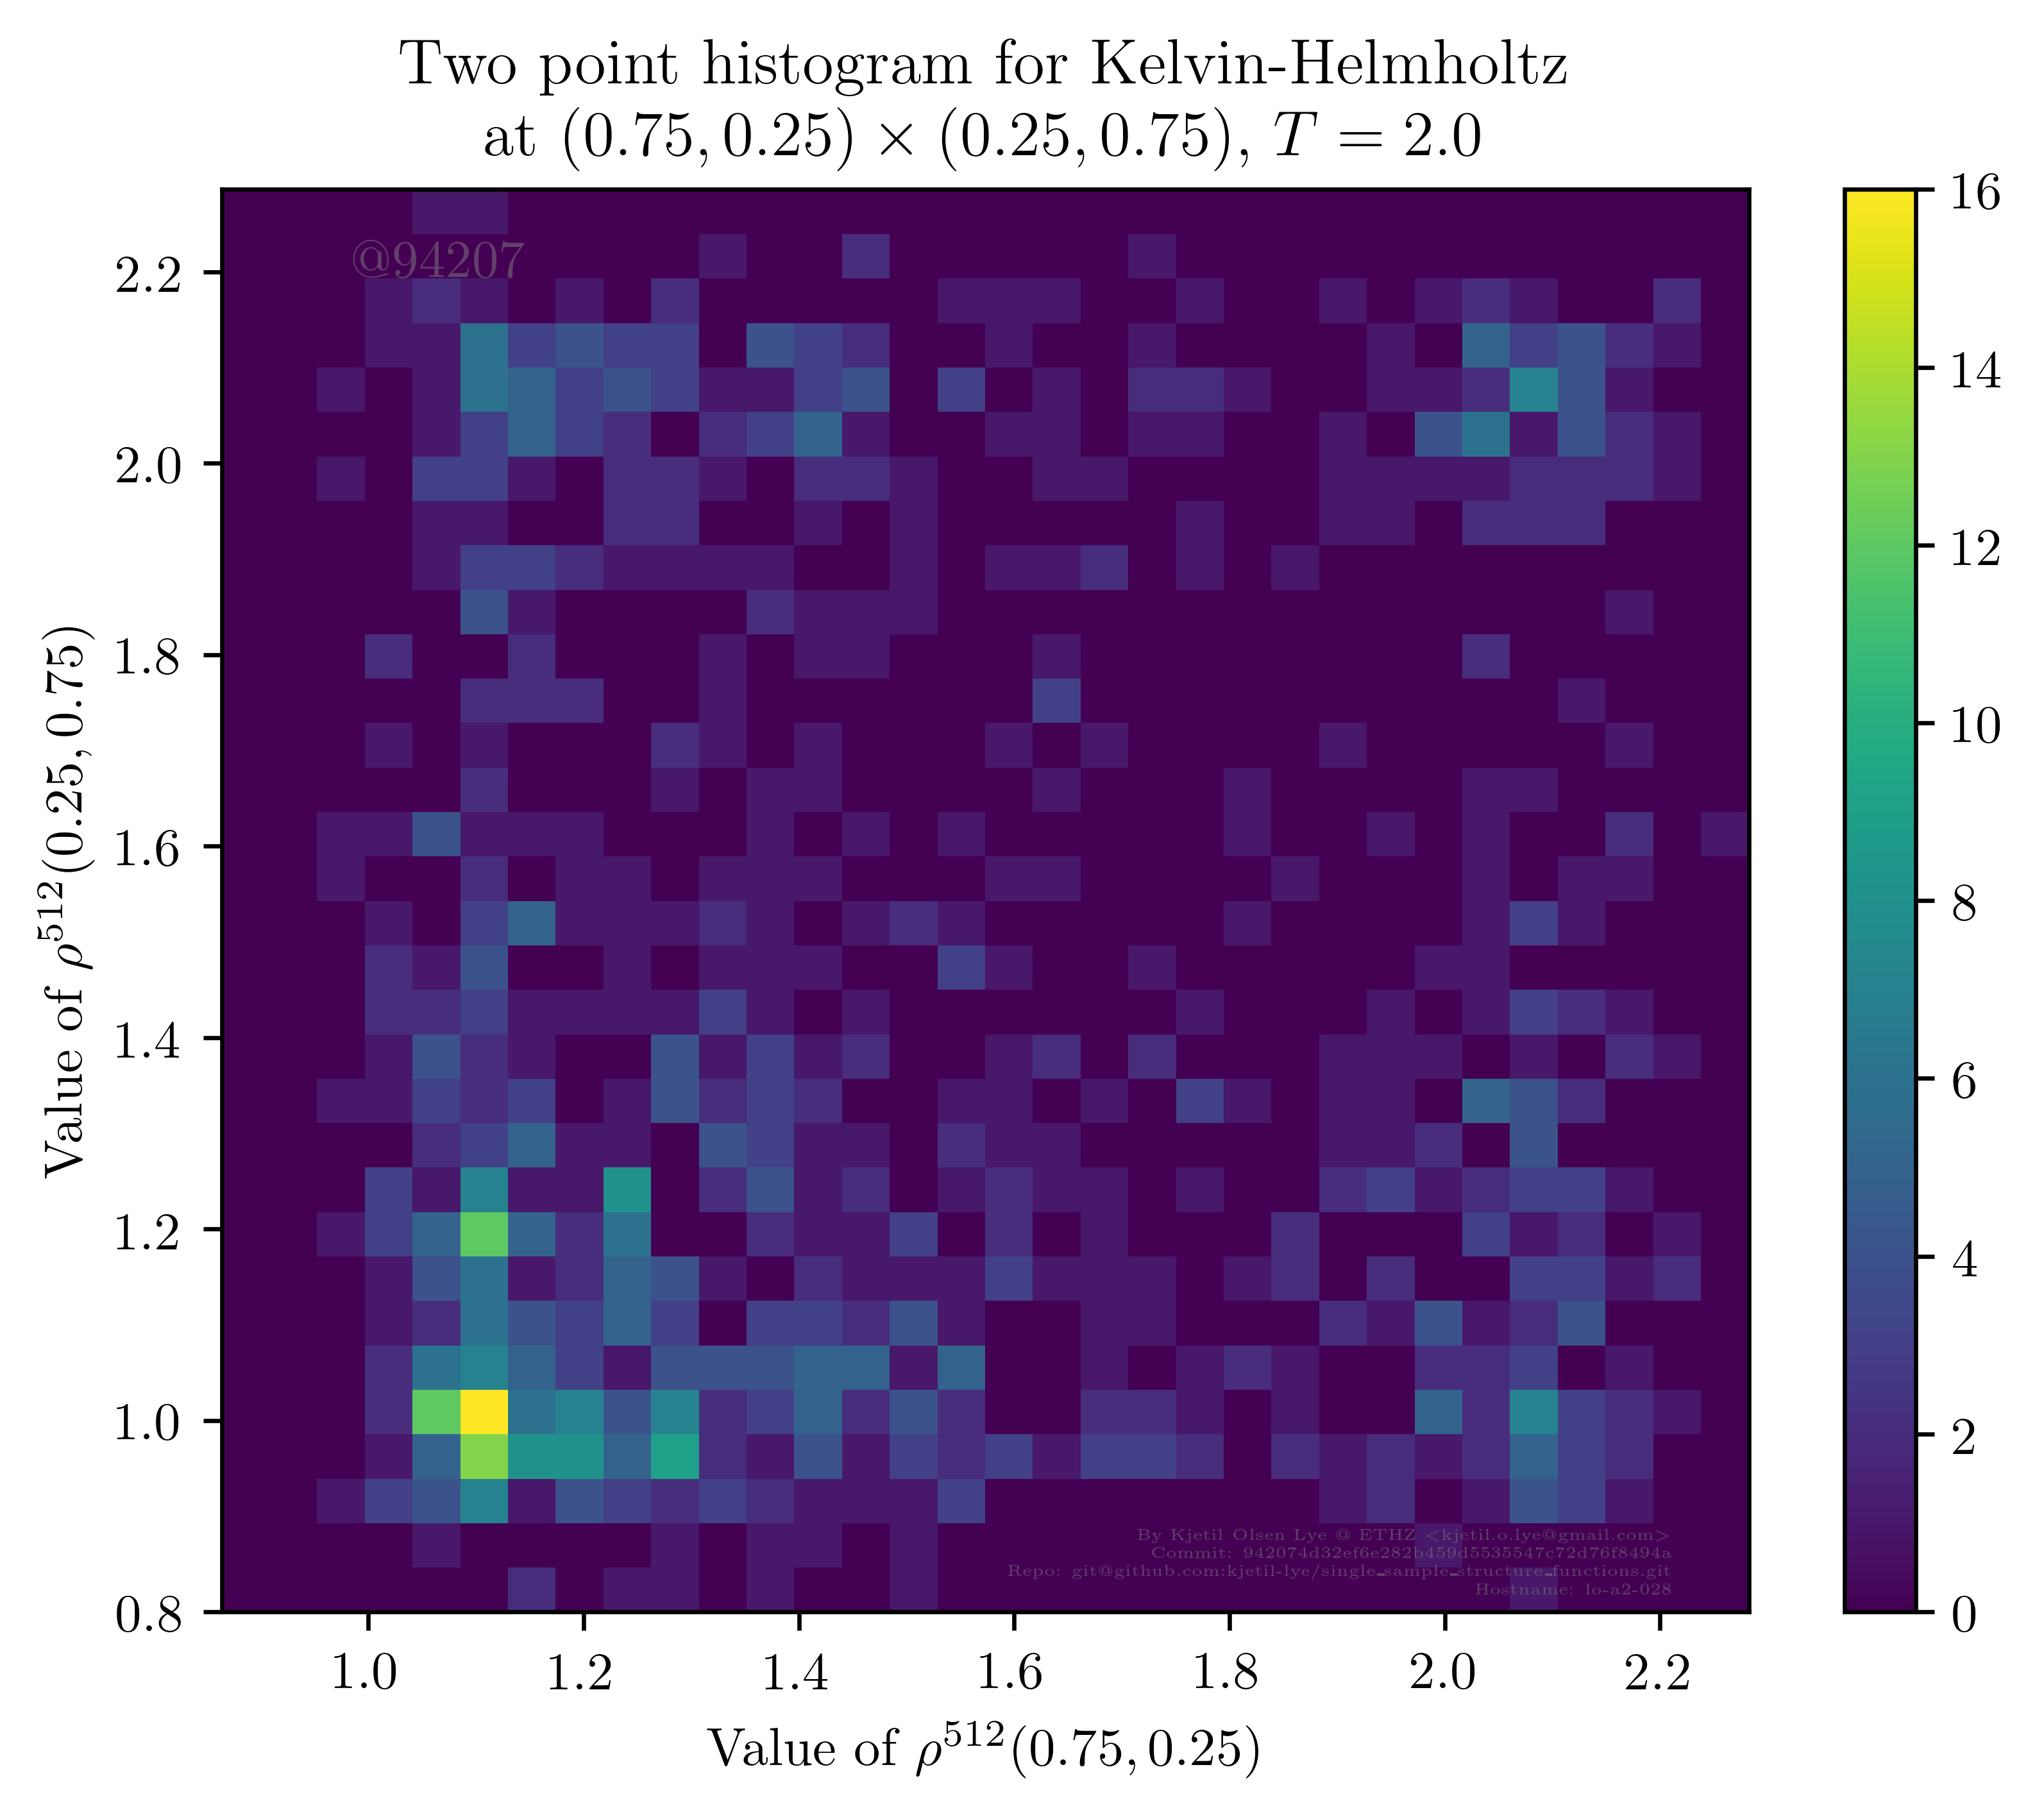 Two point histogram for Kelvin-Helmholtz
at (0.75, 0.25) × (0.25, 0.75), T = 2.0
@94207
Value of ρ^512(0.25, 0.75)
2.2
2.0
1.8
1.6
1.4
1.2
1.0
0.8
1.0 1.2 1.4 1.6 1.8 2.0 2.2
Value of ρ^512(0.75, 0.25)
By Kjetil Olsen Lye @ ETHZ <kjetil.o.lye@gmail.com>
Commit: 942074d32ef6e282b459d5535547c72d76f8494a
Repo: git@github.com:kjetil-lye/single_sample_structure_functions.git
Hostname: lo-a2-028
16
14
12
10
8
6
4
2
0